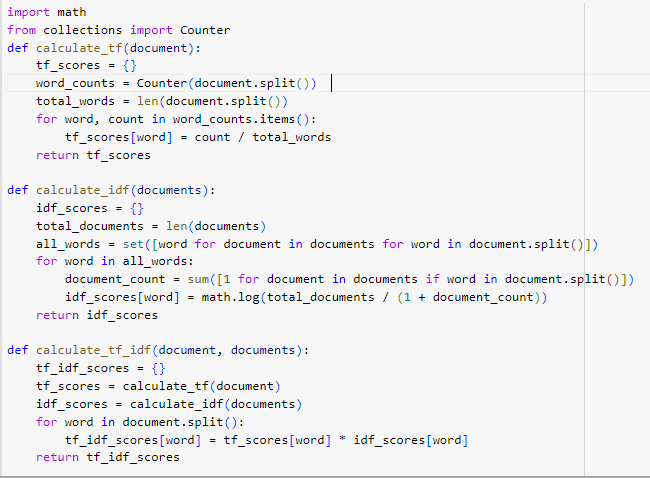 import math
from collections import Counter
def calculate_tf(document):
    tf_scores = {}
    word_counts = Counter(document.split())
    total_words = len(document.split())
    for word, count in word_counts.items():
        tf_scores[word] = count / total_words
    return tf_scores

def calculate_idf(documents):
    idf_scores = {}
    total_documents = len(documents)
    all_words = set([word for document in documents for word in document.split()])
    for word in all_words:
        document_count = sum([1 for document in documents if word in document.split()])
        idf_scores[word] = math.log(total_documents / (1 + document_count))
    return idf_scores

def calculate_tf_idf(document, documents):
    tf_idf_scores = {}
    tf_scores = calculate_tf(document)
    idf_scores = calculate_idf(documents)
    for word in document.split():
        tf_idf_scores[word] = tf_scores[word] * idf_scores[word]
    return tf_idf_scores